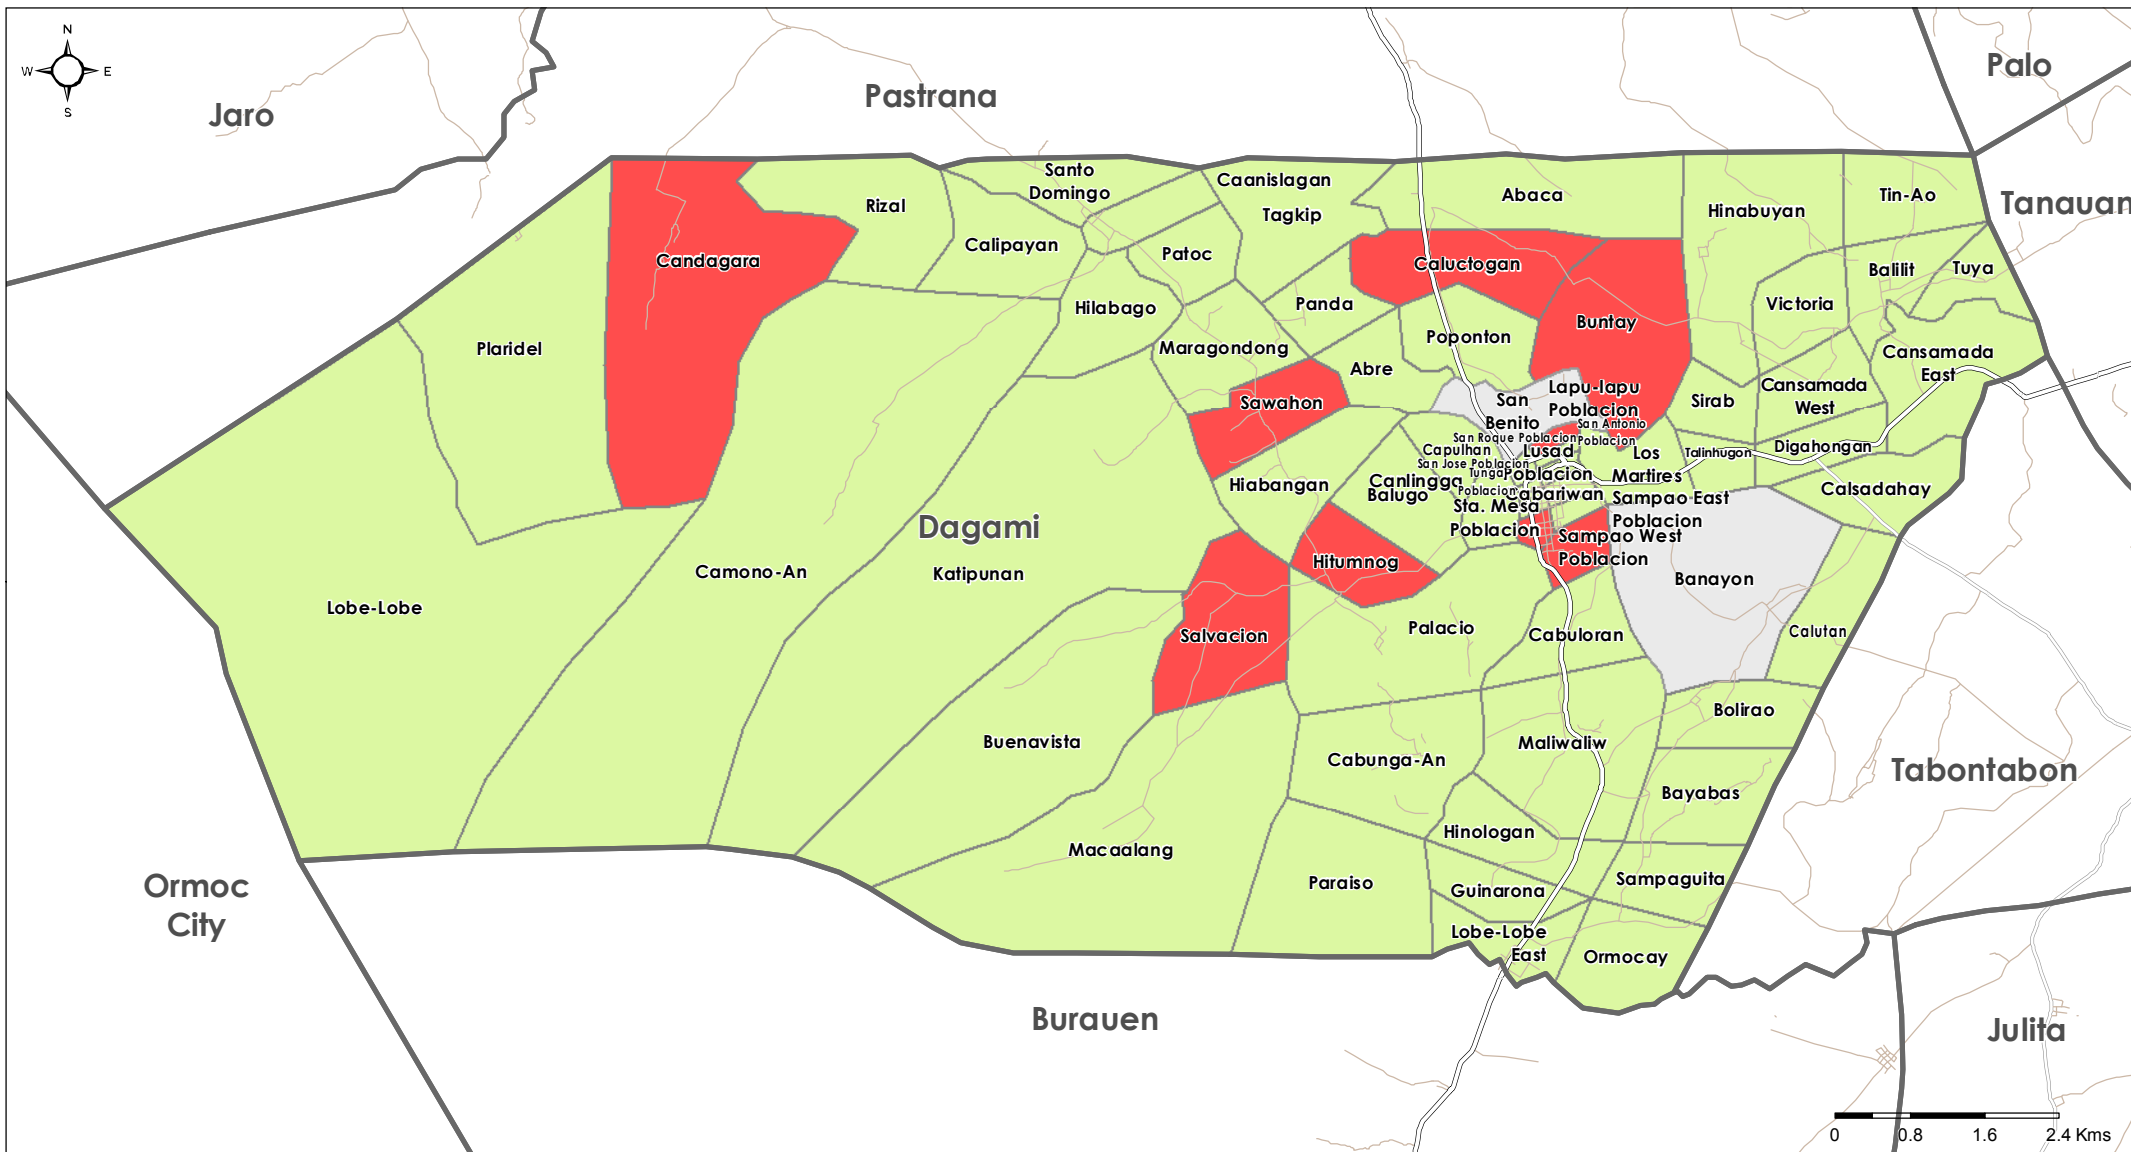 N
W E
S
Jaro
Pastrana
Palo
Tanauan
Santo
Domingo
Caanislagan
Tagkip
Abaca
Hinabuyan
Tin-Ao
Rizal
Calipayan
Patoc
Candagara
Caluctogan
Balilit
Tuya
Hilabago
Panda
Victoria
Buntay
Poponton
Plaridel
Maragondong
Abre
Cansamada
East
Sawahon
San
Benito
Lapu-lapu
Poblacion
Sirab
Cansamada
West
San Antonio
Poblacion
San Roque Poblacion
Capulhan
Lusad
Poblacion
Los
Martires
Talinhugon
Digahongan
San Jose Poblacion
Tunga
Poblacion
Hiabangan
Canlingga
Balugo
Cabariwan
Sampao East
Poblacion
Calsadahay
Sta. Mesa
Poblacion
Sampao West
Poblacion
Dagami
Camono-An
Katipunan
Hitumnog
Banayon
Lobe-Lobe
Salvacion
Palacio
Cabuloran
Calutan
Bolirao
Buenavista
Cabunga-An
Maliwaliw
Tabontabon
Bayabas
Hinologan
Macaalang
Paraiso
Guinarona
Sampaguita
Ormoc
City
Lobe-Lobe
East
Ormocay
Burauen
Julita
0 0.8 1.6 2.4 Kms